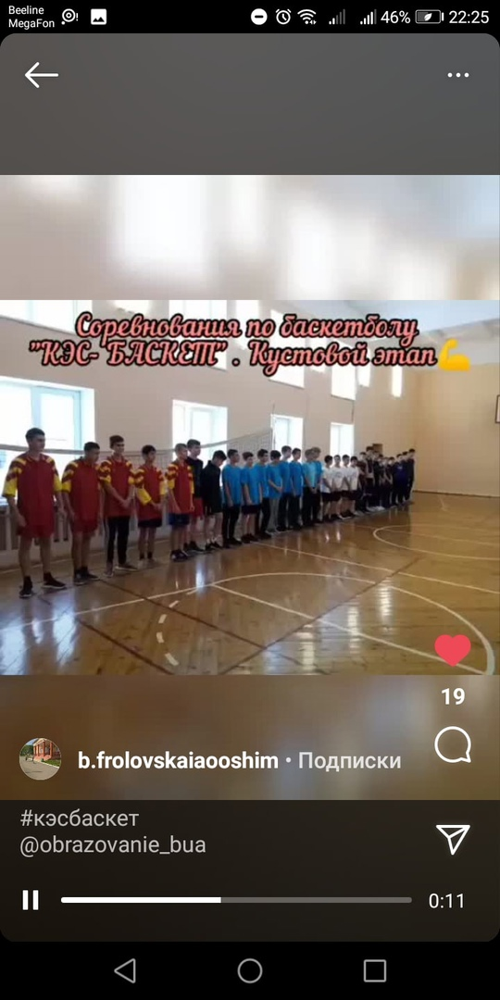 Beeline
MegaFon
46%
22:25
Соревнования по баскетболу
"КЭС- БАСКЕТ" . Кустовой этап
19
b.frolovskaiaooshim • Подписки
#кэсбаскет
@obrazovanie_bua
0:11